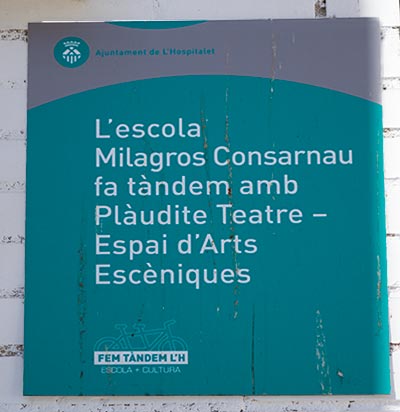 Ajuntament de L'Hospitalet
L'escola
Milagros Consarnau
fa tàndem amb
Plàudite Teatre –
Espai d'Arts
Escèniques
FEM TÀNDEM L'H
ESCOLA + CULTURA